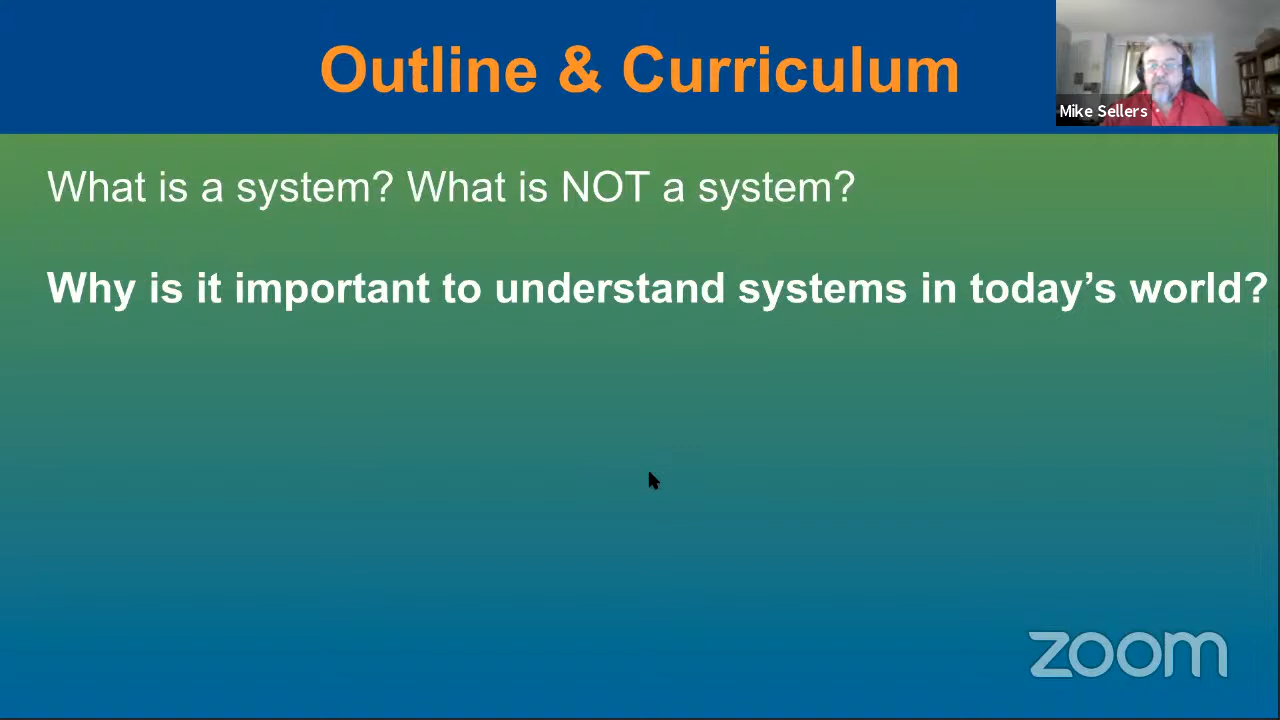 Outline & Curriculum
Mike Sellers
What is a system? What is NOT a system?
Why is it important to understand systems in today’s world?
zoom